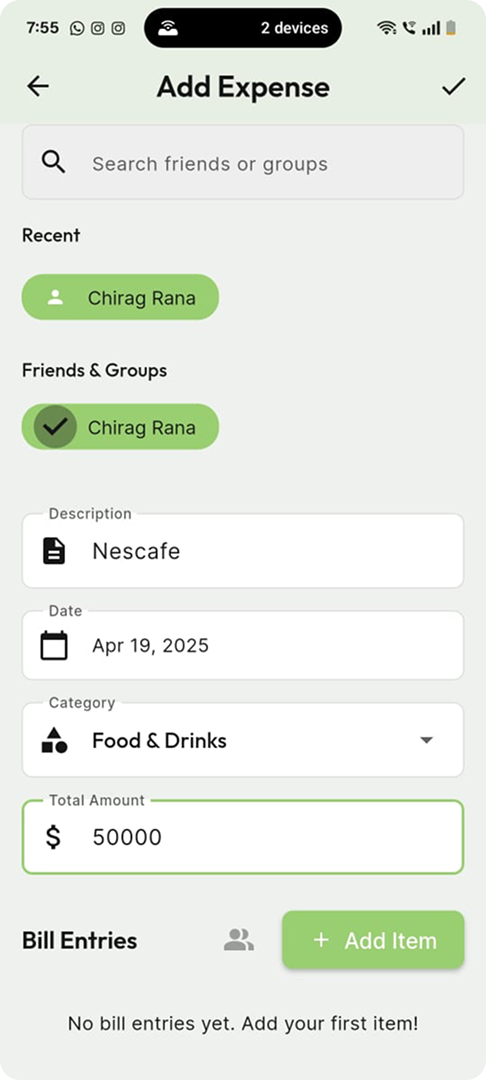 7:55 2 devices
Add Expense
Search friends or groups
Recent
Chirag Rana
Friends & Groups
Chirag Rana
Description
Nescafe
Date
Apr 19, 2025
Category
Food & Drinks
Total Amount
$ 50000
Bill Entries + Add Item
No bill entries yet. Add your first item!